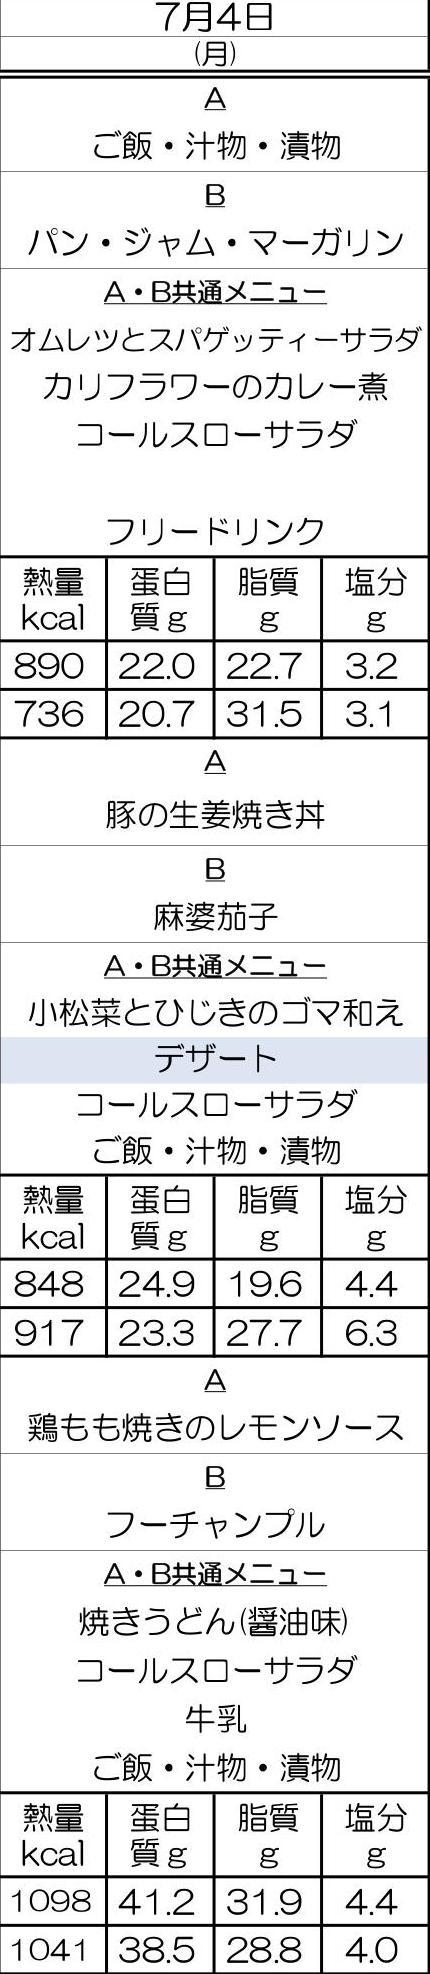 7月4日
(月)
A
ご飯・汁物・漬物
B
パン・ジャム・マーガリン
A・B共通メニュー
オムレツとスパゲッティーサラダ
カリフラワーのカレー煮
コールスローサラダ
フリードリンク
熱量 蛋白 脂質 塩分
kcal 質g g g
890 22.0 22.7 3.2
736 20.7 31.5 3.1
A
豚の生姜焼き丼
B
麻婆茄子
A・B共通メニュー
小松菜とひじきのゴマ和え
デザート
コールスローサラダ
ご飯・汁物・漬物
熱量 蛋白 脂質 塩分
kcal 質g g g
848 24.9 19.6 4.4
917 23.3 27.7 6.3
A
鶏もも焼きのレモンソース
B
フーチャンプル
A・B共通メニュー
焼きうどん(醤油味)
コールスローサラダ
牛乳
ご飯・汁物・漬物
熱量 蛋白 脂質 塩分
kcal 質g g g
1098 41.2 31.9 4.4
1041 38.5 28.8 4.0